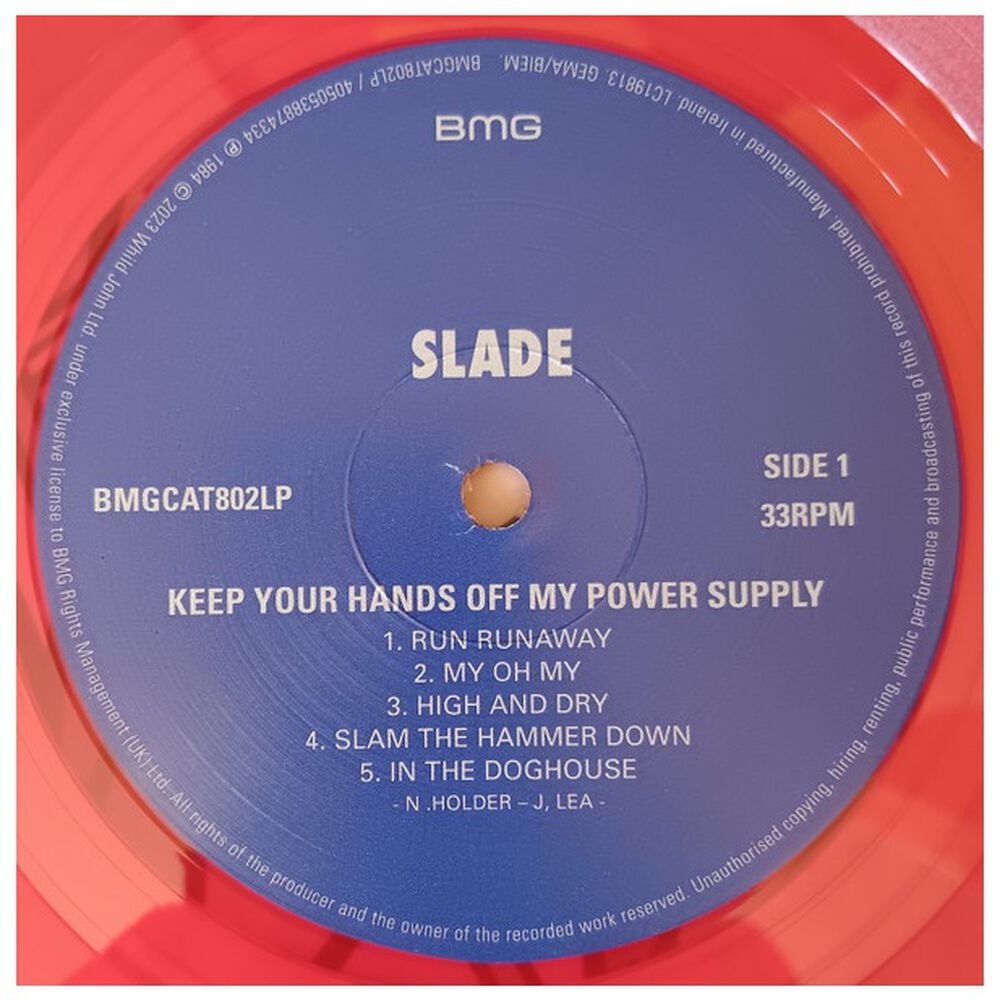 BMG
SLADE
BMGCAT802LP
SIDE 1
33RPM
KEEP YOUR HANDS OFF MY POWER SUPPLY
1. RUN RUNAWAY
2. MY OH MY
3. HIGH AND DRY
4. SLAM THE HAMMER DOWN
5. IN THE DOGHOUSE
- N .HOLDER – J, LEA -
℗ 1984 © 2023 Whild John Ltd. under exclusive license to BMG Rights Management (UK) Ltd. All rights of the producer and the owner of the recorded work reserved. Unauthorised copying, hiring, renting, public performance and broadcasting of this record prohibited. Manufactured in Ireland. LC19813. GEMA/BIEM. BMGCAT802LP / 4050538874334